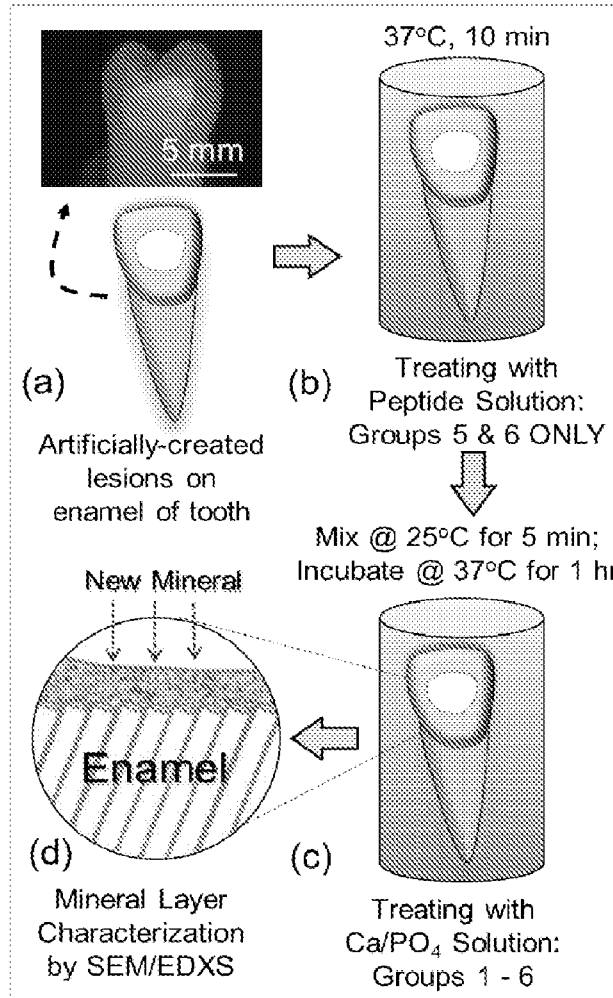 37°C, 10 min
5 mm
(a)
Artificially-created
lesions on
enamel of tooth
(b)
Treating with
Peptide Solution:
Groups 5 & 6 ONLY
Mix @ 25°C for 5 min;
Incubate @ 37°C for 1 hr
New Mineral
Enamel
(d)
Mineral Layer
Characterization
by SEM/EDXS
(c)
Treating with
Ca/PO₄ Solution:
Groups 1 - 6